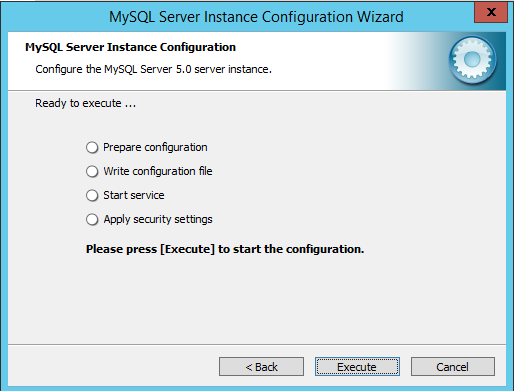 MySQL Server Instance Configuration Wizard
x
MySQL Server Instance Configuration
Configure the MySQL Server 5.0 server instance.
Ready to execute ...
Prepare configuration
Write configuration file
Start service
Apply security settings
Please press [Execute] to start the configuration.
< Back
Execute
Cancel